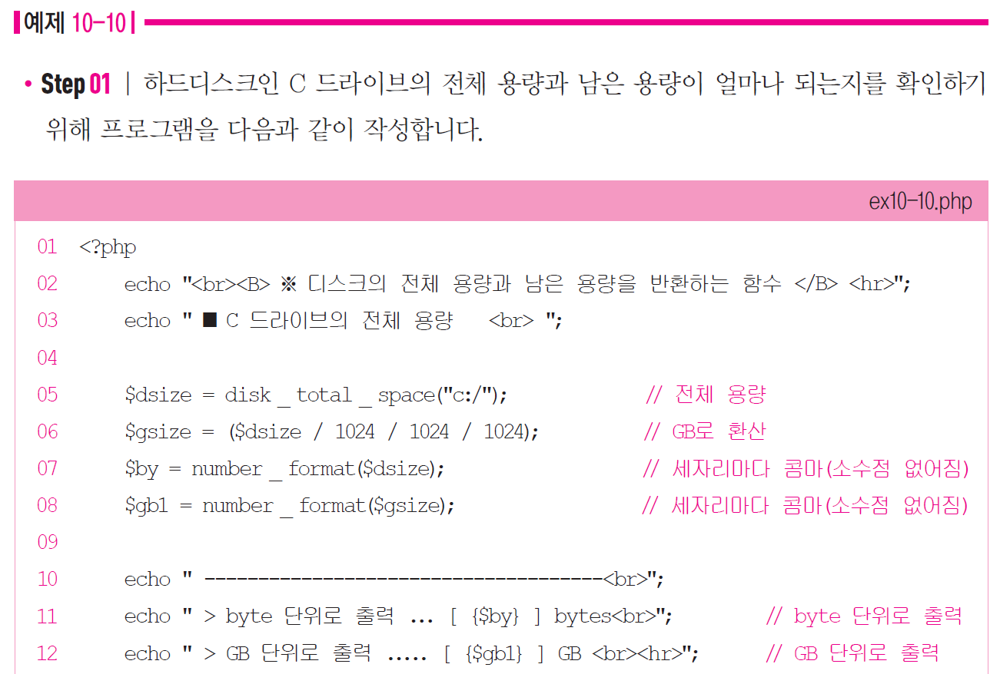 예제 10-10
• Step 01 | 하드디스크인 C 드라이브의 전체 용량과 남은 용량이 얼마나 되는지를 확인하기
위해 프로그램을 다음과 같이 작성합니다.
ex10-10.php
01 <?php
02 echo "<br><B> ※ 디스크의 전체 용량과 남은 용량을 반환하는 함수 </B> <hr>";
03 echo " ■ C 드라이브의 전체 용량 <br> ";
04
05 $dsize = disk _ total _ space("c:/"); // 전체 용량
06 $gsize = ($dsize / 1024 / 1024 / 1024); // GB로 환산
07 $by = number _ format($dsize); // 세자리마다 콤마(소수점 없어짐)
08 $gb1 = number _ format($gsize); // 세자리마다 콤마(소수점 없어짐)
09
10 echo " -------------------------------------<br>";
11 echo " > byte 단위로 출력 ... [ {$by} ] bytes<br>"; // byte 단위로 출력
12 echo " > GB 단위로 출력 ..... [ {$gb1} ] GB <br><hr>"; // GB 단위로 출력